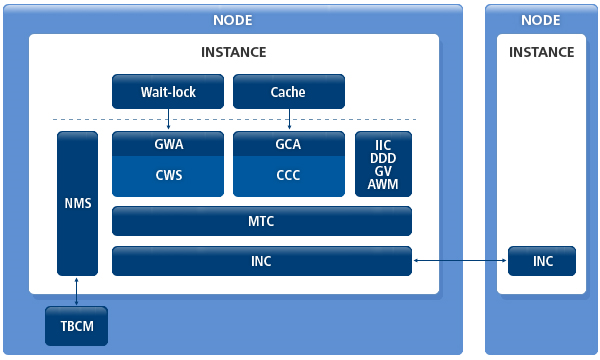 NODE
INSTANCE
Wait-lock
Cache
NMS
GWA
CWS
GCA
CCC
IIC
DDD
GV
AWM
MTC
INC
TBCM
NODE
INSTANCE
INC